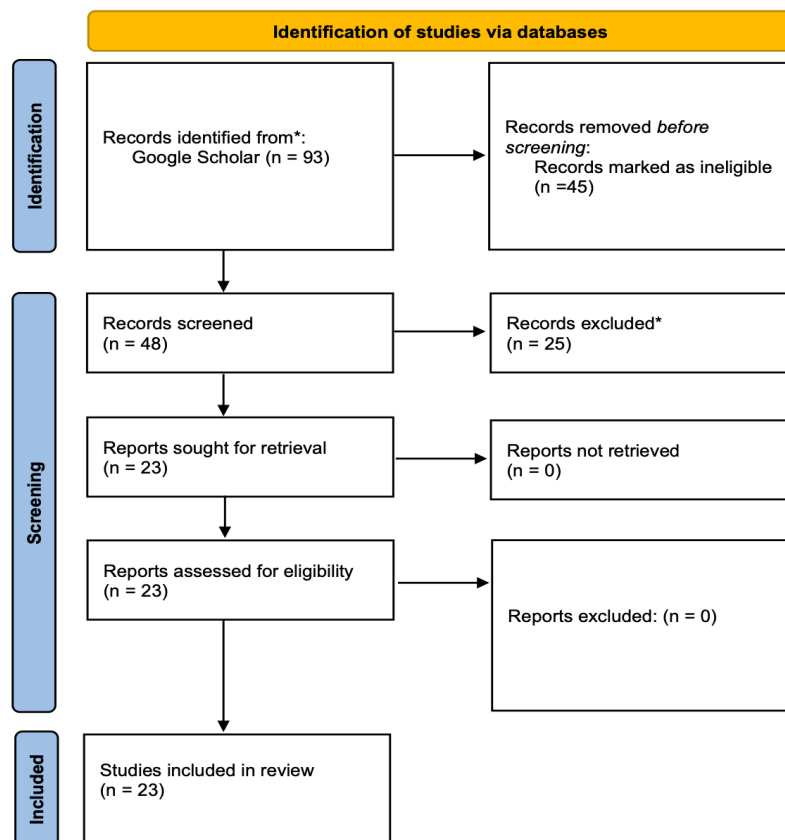 Identification of studies via databases
Identification
Records identified from*:
Google Scholar (n = 93)
Records removed before
screening:
Records marked as ineligible
(n =45)
Screening
Records screened
(n = 48)
Records excluded*
(n = 25)
Reports sought for retrieval
(n = 23)
Reports not retrieved
(n = 0)
Reports assessed for eligibility
(n = 23)
Reports excluded: (n = 0)
Included
Studies included in review
(n = 23)